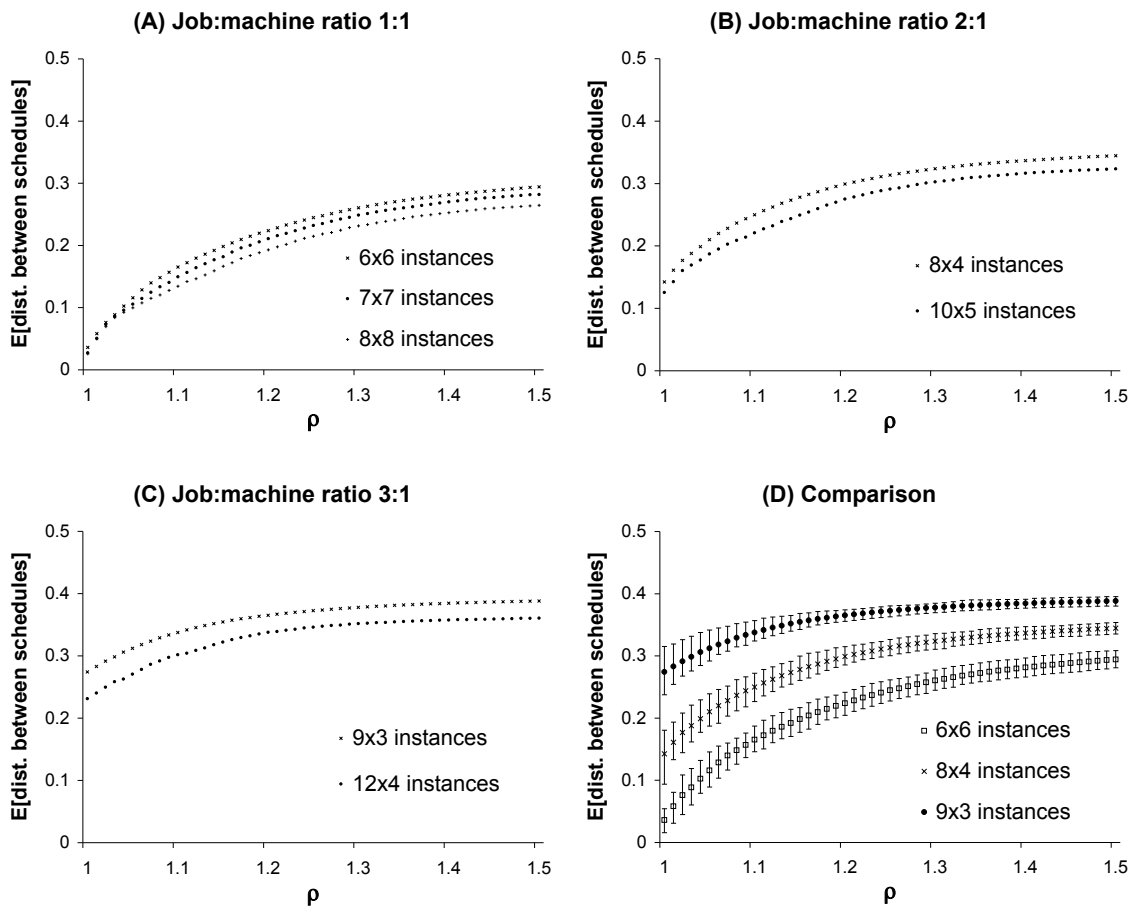 (A) Job:machine ratio 1:1
E[dist. between schedules]
0.5
0.4
0.3
0.2
0.1
0
1 1.1 1.2 1.3 1.4 1.5
ρ
6x6 instances
7x7 instances
8x8 instances
(B) Job:machine ratio 2:1
E[dist. between schedules]
0.5
0.4
0.3
0.2
0.1
0
1 1.1 1.2 1.3 1.4 1.5
ρ
8x4 instances
10x5 instances
(C) Job:machine ratio 3:1
E[dist. between schedules]
0.5
0.4
0.3
0.2
0.1
0
1 1.1 1.2 1.3 1.4 1.5
ρ
9x3 instances
12x4 instances
(D) Comparison
E[dist. between schedules]
0.5
0.4
0.3
0.2
0.1
0
1 1.1 1.2 1.3 1.4 1.5
ρ
6x6 instances
8x4 instances
9x3 instances